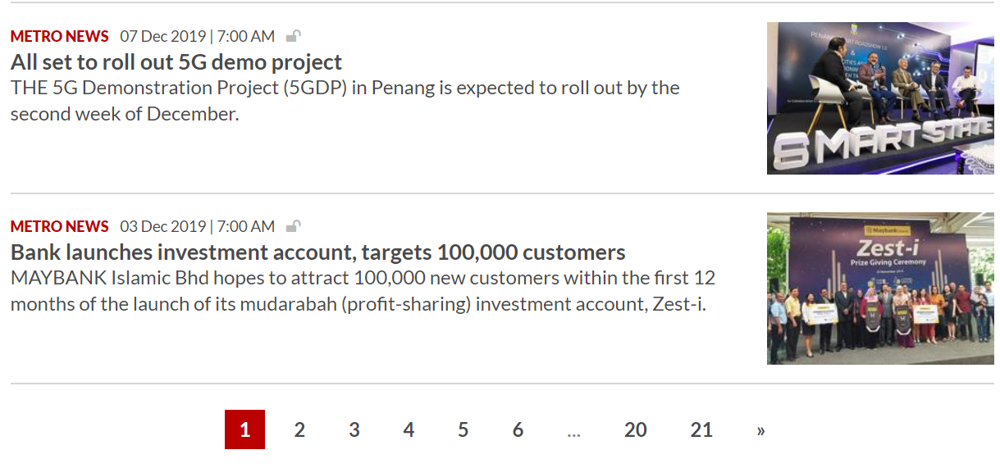 METRO NEWS 07 Dec 2019 | 7:00 AM
All set to roll out 5G demo project
THE 5G Demonstration Project (5GDP) in Penang is expected to roll out by the
second week of December.
&
SMART STATE
METRO NEWS 03 Dec 2019 | 7:00 AM
Bank launches investment account, targets 100,000 customers
MAYBANK Islamic Bhd hopes to attract 100,000 new customers within the first 12
months of the launch of its mudarabah (profit-sharing) investment account, Zest-i.
Maybank
Zest-i
Prize Giving Ceremony
1 2 3 4 5 6 ... 20 21 »